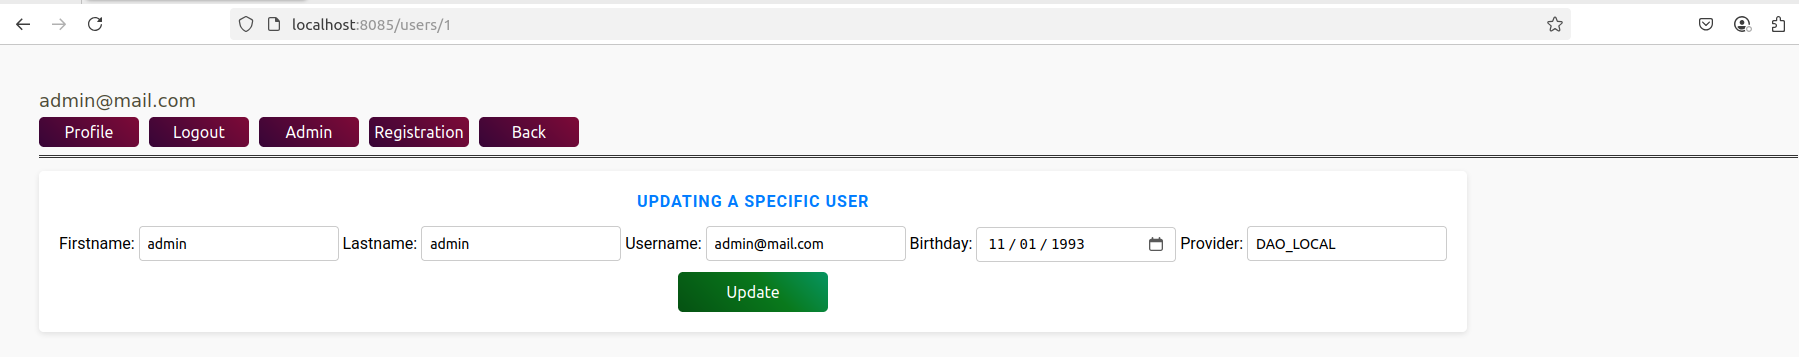 localhost:8085/users/1
admin@mail.com
Profile Logout Admin Registration Back
UPDATING A SPECIFIC USER
Firstname: admin Lastname: admin Username: admin@mail.com Birthday: 11/01/1993 Provider: DAO_LOCAL
Update